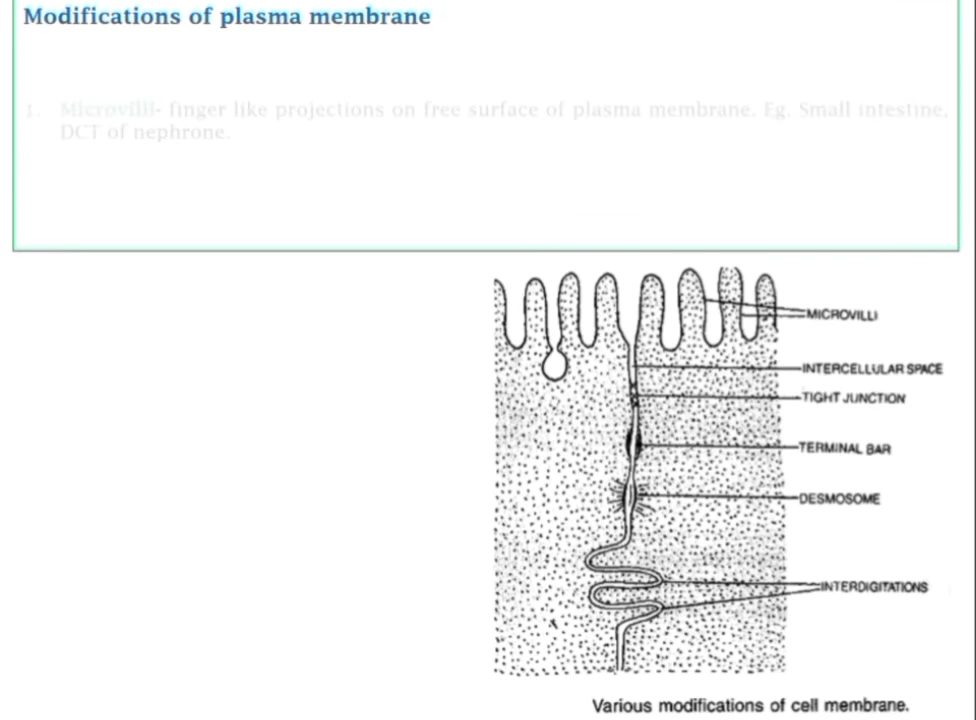 Modifications of plasma membrane
1. Microvilli- finger like projections on free surface of plasma membrane. Eg. Small intestine,
DCT of nephrone.
MICROVILLI
INTERCELLULAR SPACE
TIGHT JUNCTION
TERMINAL BAR
DESMOSOME
INTERDIGITATIONS
Various modifications of cell membrane.